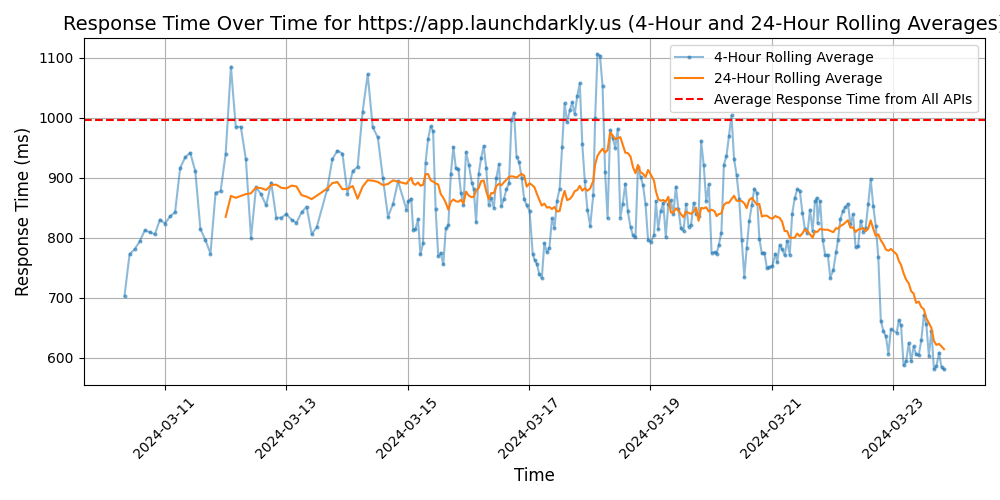 Response Time Over Time for https://app.launchdarkly.us (4-Hour and 24-Hour Rolling Averages)
4-Hour Rolling Average
24-Hour Rolling Average
Average Response Time from All APIs
Response Time (ms)
1100
1000
900
800
700
600
2024-03-11
2024-03-13
2024-03-15
2024-03-17
2024-03-19
2024-03-21
2024-03-23
Time